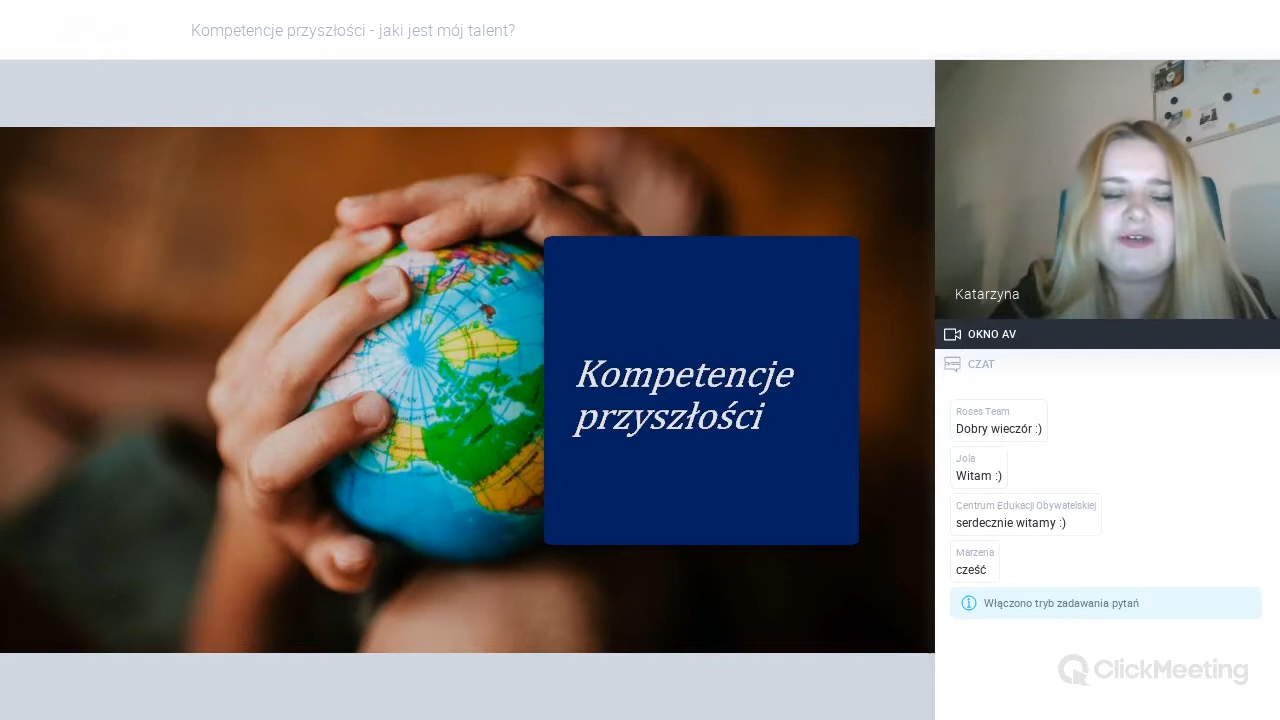 Kompetencje przyszłości - jaki jest mój talent?
Kompetencje
przyszłości
Katarzyna
OKNO AV
CZAT
Roses Team
Dobry wieczór :)
Jola
Witam :)
Centrum Edukacji Obywatelskiej
serdecznie witamy :)
Marzena
cześć
Włączono tryb zadawania pytań
ClickMeeting